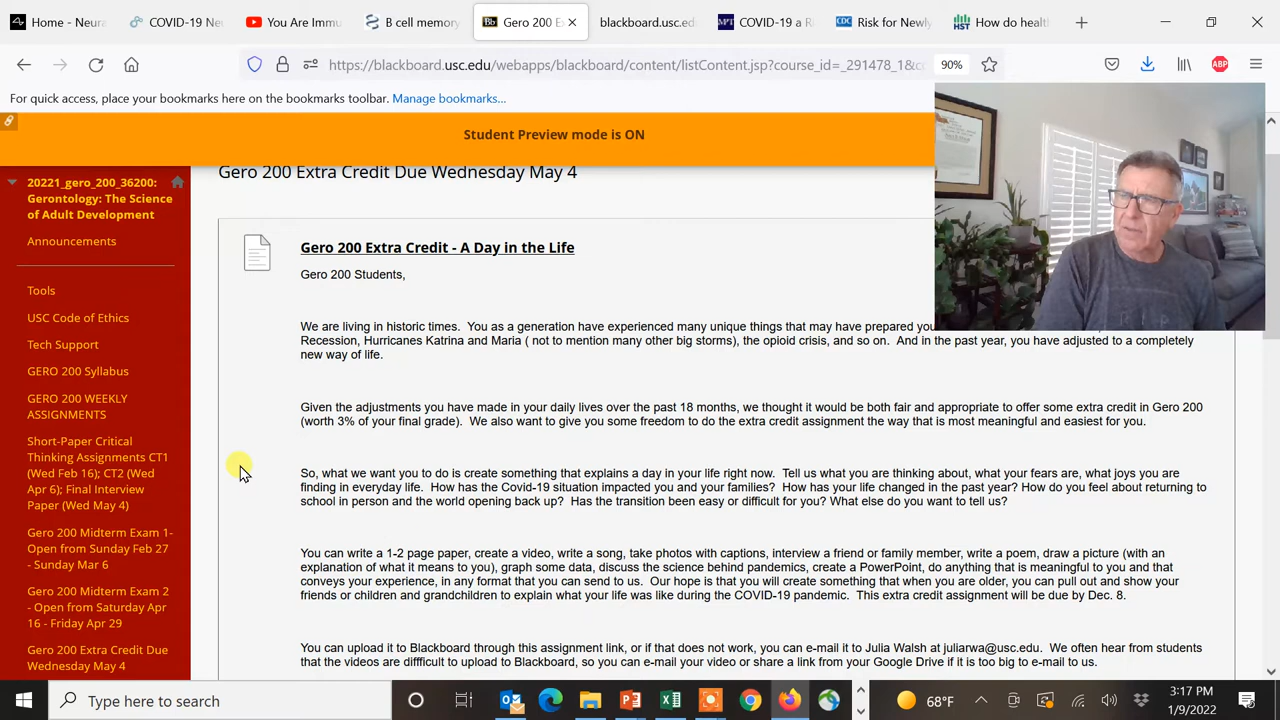 Home - Neura
COVID-19 Ne
You Are Immu
B cell memory
Gero 200 E
blackboard.usc.ed
COVID-19 a R
Risk for Newly
How do healt
https://blackboard.usc.edu/webapps/blackboard/content/listContent.jsp?course_id=_291478_1&c
90%
ABP
For quick access, place your bookmarks here on the bookmarks toolbar. Manage bookmarks...
Student Preview mode is ON
20221_gero_200_36200:
Gerontology: The Science
of Adult Development
Announcements
Tools
USC Code of Ethics
Tech Support
GERO 200 Syllabus
GERO 200 WEEKLY
ASSIGNMENTS
Short-Paper Critical
Thinking Assignments CT1
(Wed Feb 16); CT2 (Wed
Apr 6); Final Interview
Paper (Wed May 4)
Gero 200 Midterm Exam 1-
Open from Sunday Feb 27
- Sunday Mar 6
Gero 200 Midterm Exam 2
- Open from Saturday Apr
16 - Friday Apr 29
Gero 200 Extra Credit Due
Wednesday May 4
Gero 200 Extra Credit Due Wednesday May 4
Gero 200 Extra Credit - A Day in the Life
Gero 200 Students,
We are living in historic times. You as a generation have experienced many unique things that may have prepared you
Recession, Hurricanes Katrina and Maria ( not to mention many other big storms), the opioid crisis, and so on. And in the past year, you have adjusted to a completely
new way of life.
Given the adjustments you have made in your daily lives over the past 18 months, we thought it would be both fair and appropriate to offer some extra credit in Gero 200
(worth 3% of your final grade). We also want to give you some freedom to do the extra credit assignment the way that is most meaningful and easiest for you.
So, what we want you to do is create something that explains a day in your life right now. Tell us what you are thinking about, what your fears are, what joys you are
finding in everyday life. How has the Covid-19 situation impacted you and your families? How has your life changed in the past year? How do you feel about returning to
school in person and the world opening back up? Has the transition been easy or difficult for you? What else do you want to tell us?
You can write a 1-2 page paper, create a video, write a song, take photos with captions, interview a friend or family member, write a poem, draw a picture (with an
explanation of what it means to you), graph some data, discuss the science behind pandemics, create a PowerPoint, do anything that is meaningful to you and that
conveys your experience, in any format that you can send to us. Our hope is that you will create something that when you are older, you can pull out and show your
friends or children and grandchildren to explain what your life was like during the COVID-19 pandemic. This extra credit assignment will be due by Dec. 8.
You can upload it to Blackboard through this assignment link, or if that does not work, you can e-mail it to Julia Walsh at juliarwa@usc.edu. We often hear from students
that the videos are diffficult to upload to Blackboard, so you can e-mail your video or share a link from your Google Drive if it is too big to e-mail to us.
Type here to search
68°F
3:17 PM
1/9/2022